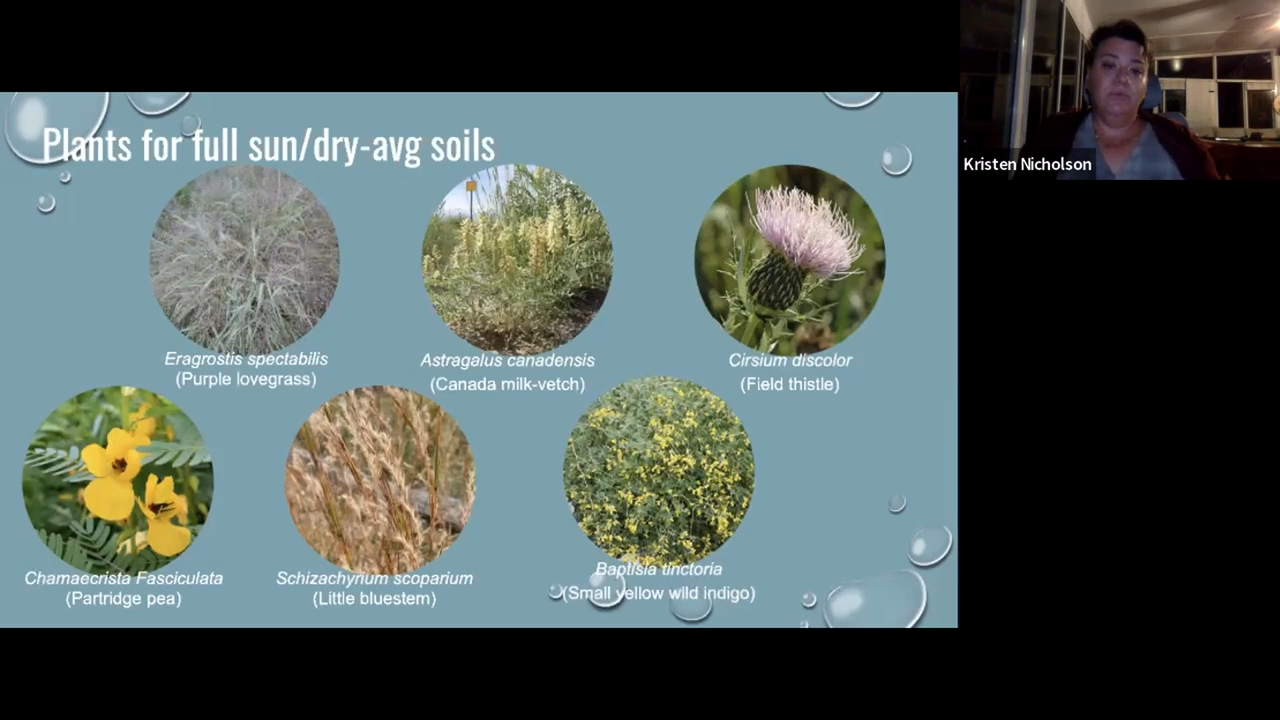 Plants for full sun/dry-avg soils
Kristen Nicholson
Eragrostis spectabilis
(Purple lovegrass)
Astragalus canadensis
(Canada milk-vetch)
Cirsium discolor
(Field thistle)
Chamaecrista Fasciculata
(Partridge pea)
Schizachyrium scoparium
(Little bluestem)
Baptisia tinctoria
(Small yellow wild indigo)